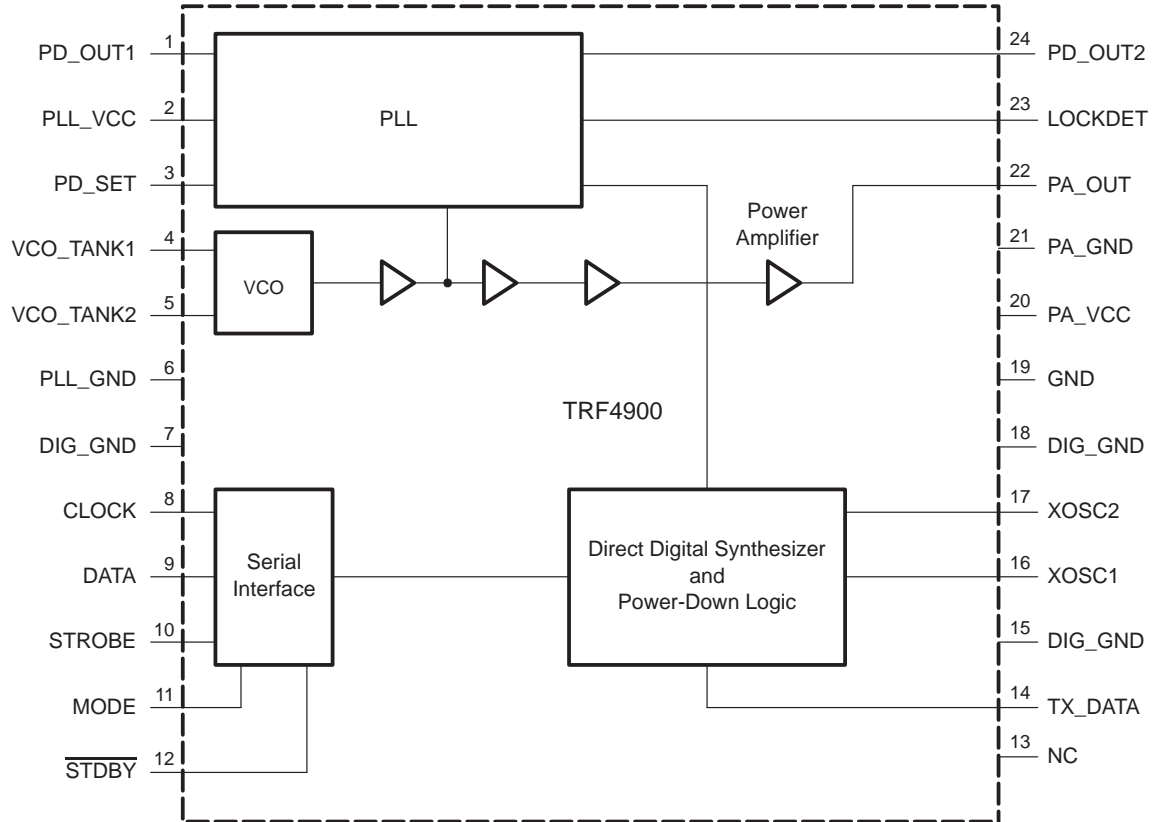 PD_OUT1
1
PLL_VCC
2
PD_SET
3
VCO_TANK1
4
VCO_TANK2
5
PLL_GND
6
DIG_GND
7
CLOCK
8
DATA
9
STROBE
10
MODE
11
STDBY
12
PLL
VCO
Power
Amplifier
TRF4900
Serial
Interface
Direct Digital Synthesizer
and
Power-Down Logic
24
PD_OUT2
23
LOCKDET
22
PA_OUT
21
PA_GND
20
PA_VCC
19
GND
18
DIG_GND
17
XOSC2
16
XOSC1
15
DIG_GND
14
TX_DATA
13
NC